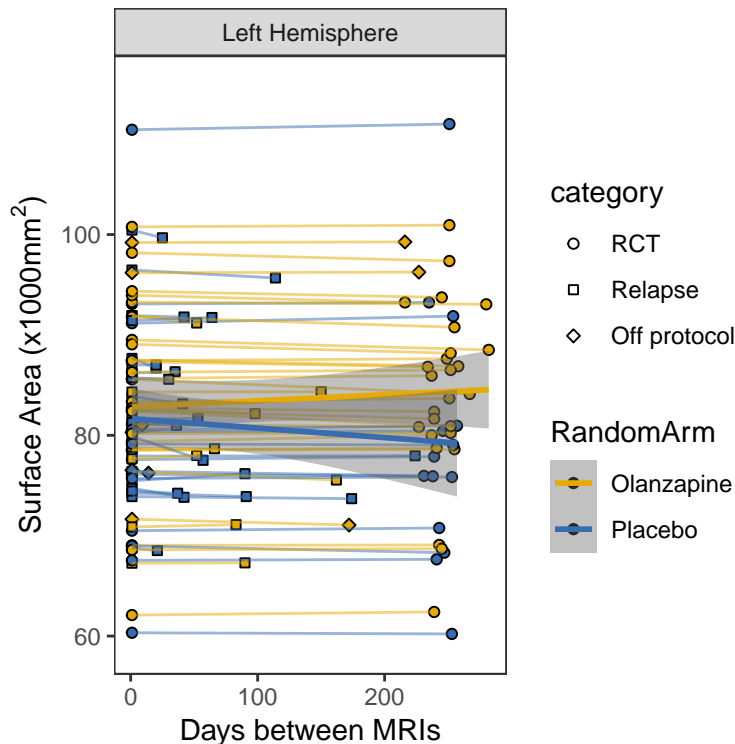 Left Hemisphere
Surface Area (x1000mm²)
100
80
60
0 100 200
Days between MRIs
category
RCT
Relapse
Off protocol
RandomArm
Olanzapine
Placebo